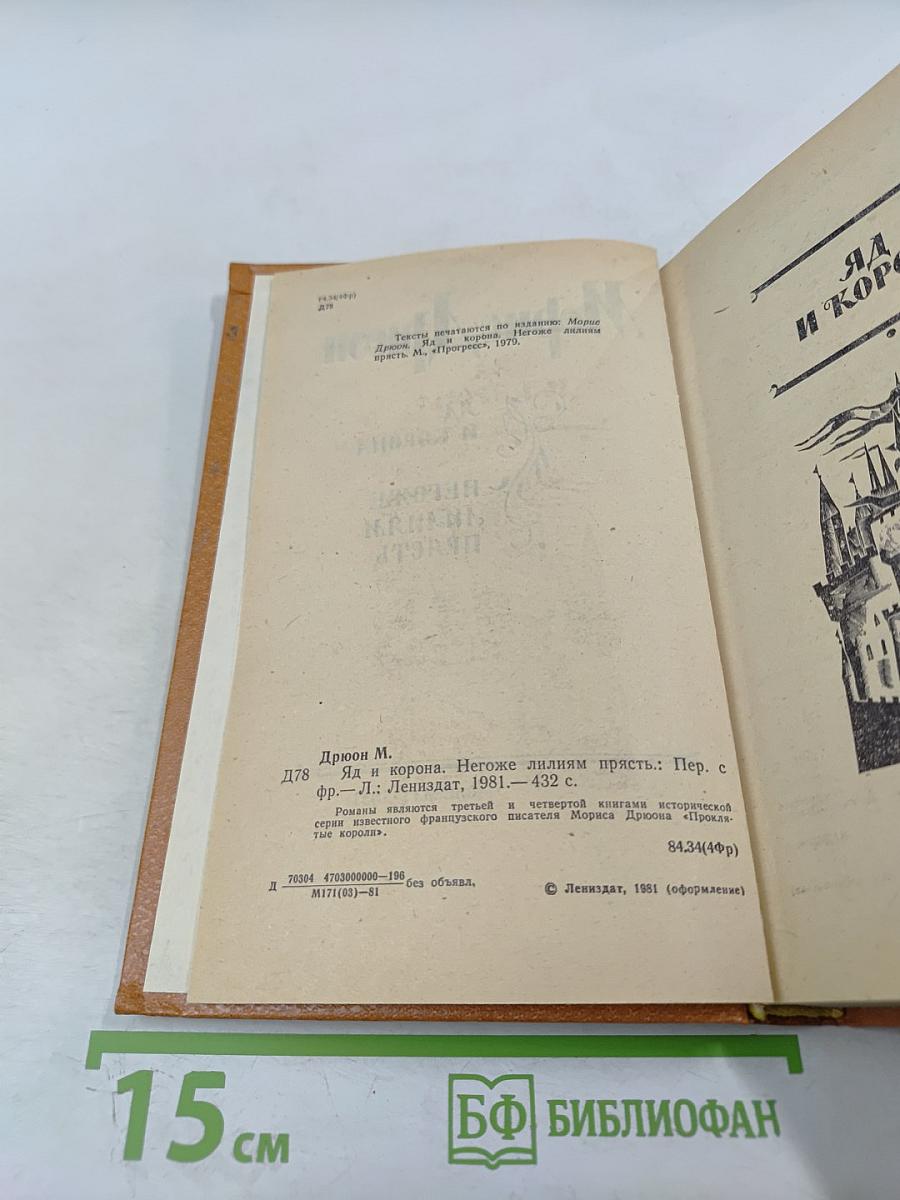 84.34(4Фр)
Д78
Тексты печатаются по изданию: Морис
Дрюон. Яд и корона. Негоже лилиям
прясть. М., «Прогресс», 1979.
Дрюон М.
Д78 Яд и корона. Негоже лилиям прясть.: Пер. с
фр.— Л.: Лениздат, 1981.— 432 с.
Романы являются третьей и четвертой книгами исторической
серии известного французского писателя Мориса Дрюона «Прокля-
тые короли».
84.34(4Фр)
Д 70304 4703000000—196
М171(03)—81 без объявл.
© Лениздат, 1981 (оформление)
ЯД
И КОРО
15 см
БФ БИБЛИОФАН